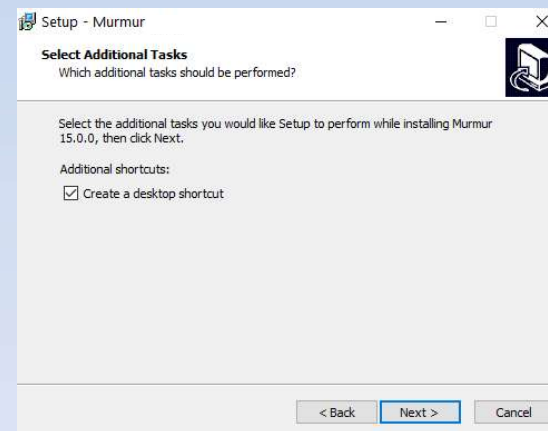 Setup - Murmur
Select Additional Tasks
Which additional tasks should be performed?
Select the additional tasks you would like Setup to perform while installing Murmur
15.0.0, then click Next.
Additional shortcuts:
Create a desktop shortcut
< Back
Next >
Cancel